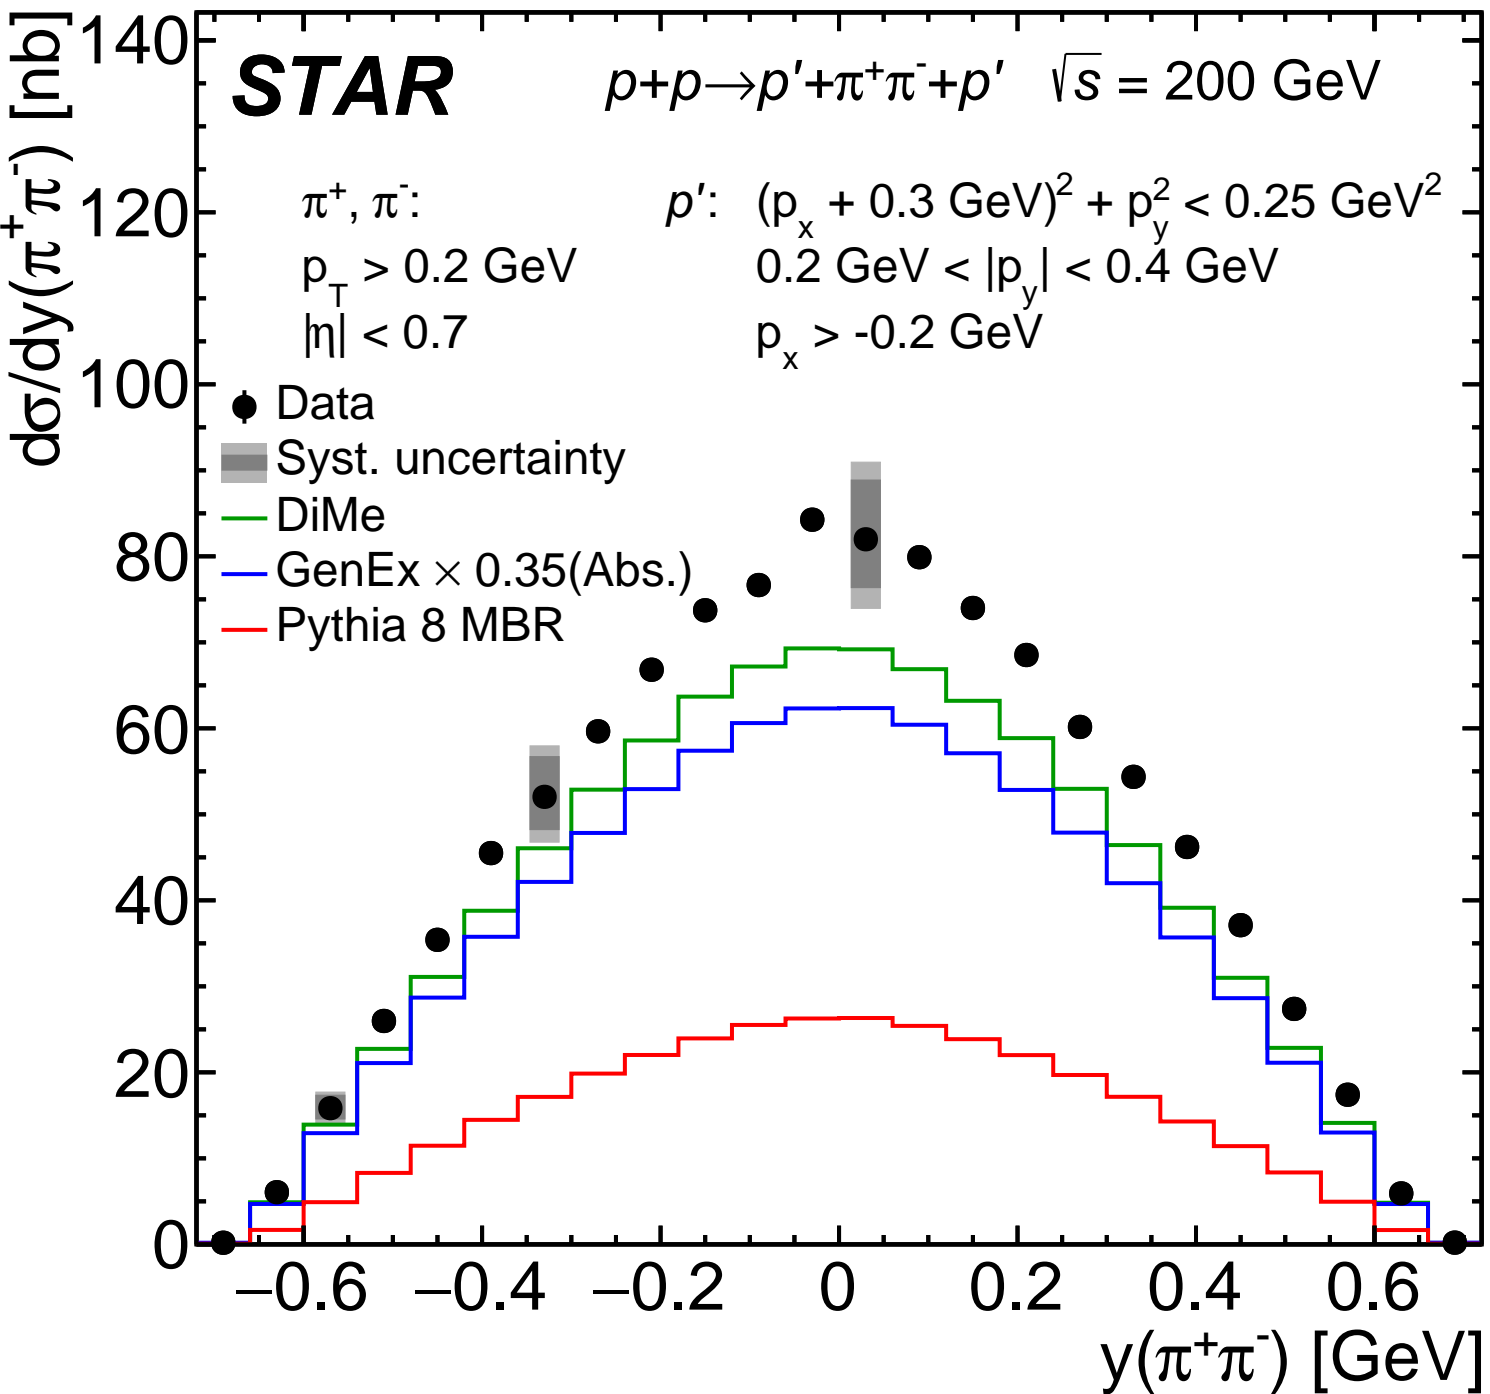 dσ/dy(π⁺π⁻) [nb]
140
120
100
80
60
40
20
0
STAR p+p→p′+π⁺π⁻+p′ √s = 200 GeV
π⁺, π⁻: p′: (pₓ + 0.3 GeV)² + p_y² < 0.25 GeV²
p_T > 0.2 GeV 0.2 GeV < |p_y| < 0.4 GeV
|η| < 0.7 pₓ > -0.2 GeV
Data
Syst. uncertainty
DiMe
GenEx × 0.35(Abs.)
Pythia 8 MBR
−0.6 −0.4 −0.2 0 0.2 0.4 0.6
y(π⁺π⁻) [GeV]